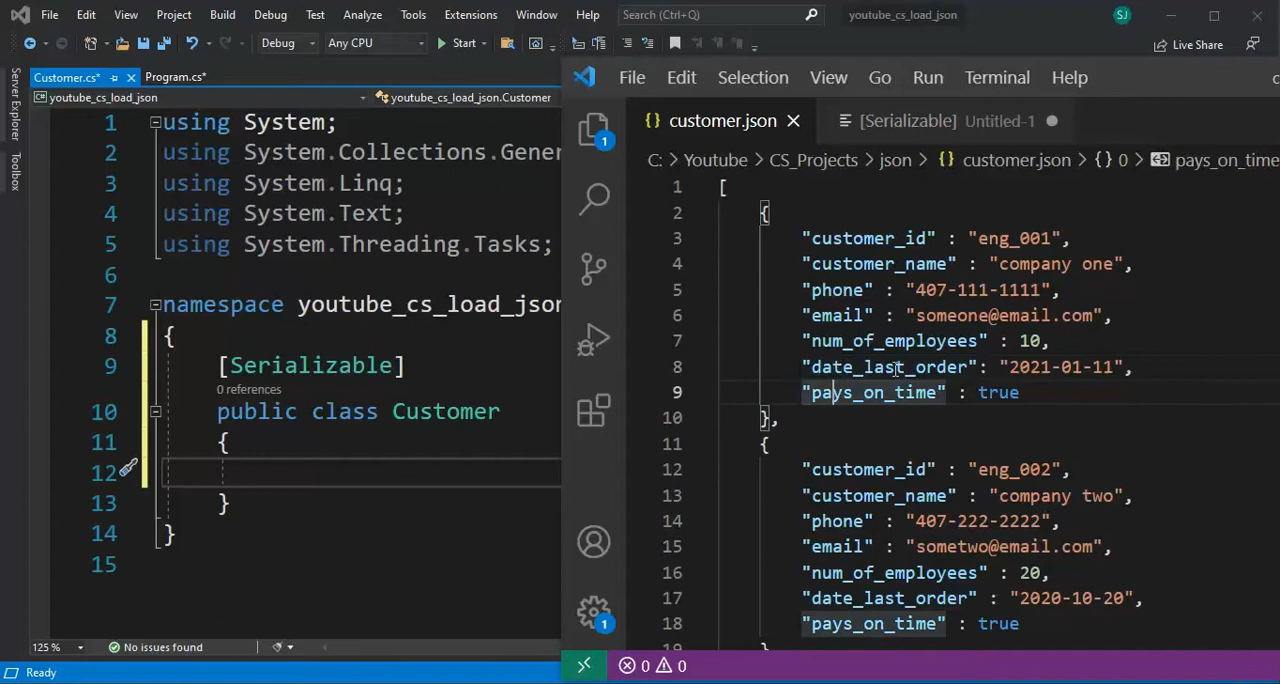 File Edit View Project Build Debug Test Analyze Tools Extensions Window Help Search (Ctrl+Q) youtube_cs_load_json SJ
Debug Any CPU Start Live Share
Server Explorer
Toolbox
Customer.cs* Program.cs*
youtube_cs_load_json youtube_cs_load_json.Customer
1 using System;
2 using System.Collections.Gener
3 using System.Linq;
4 using System.Text;
5 using System.Threading.Tasks;
6
7 namespace youtube_cs_load_json
8 {
9 [Serializable]
0 references
10 public class Customer
11 {
12
13 }
14 }
15
125 % No issues found
Ready
File Edit Selection View Go Run Terminal Help
{} customer.json [Serializable] Untitled-1
C: > Youtube > CS_Projects > json > {} customer.json > {} 0 > pays_on_time
1 [
2 {
3 "customer_id" : "eng_001",
4 "customer_name" : "company one",
5 "phone" : "407-111-1111",
6 "email" : "someone@email.com",
7 "num_of_employees" : 10,
8 "date_last_order": "2021-01-11",
9 "pays_on_time" : true
10 },
11 {
12 "customer_id" : "eng_002",
13 "customer_name" : "company two",
14 "phone" : "407-222-2222",
15 "email" : "sometwo@email.com",
16 "num_of_employees" : 20,
17 "date_last_order" : "2020-10-20",
18 "pays_on_time" : true
1
1
0 0